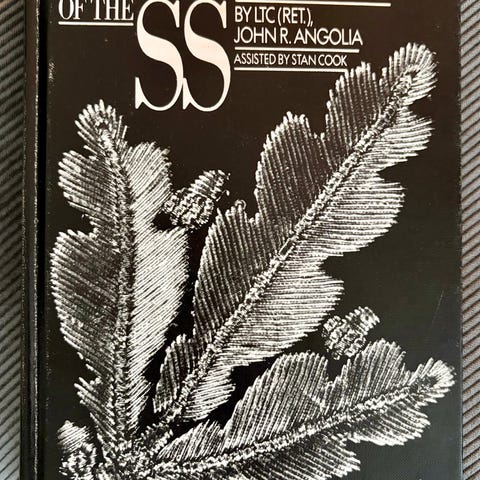 OF THE
SS
BY LTC (RET.),
JOHN R. ANGOLIA
ASSISTED BY STAN COOK